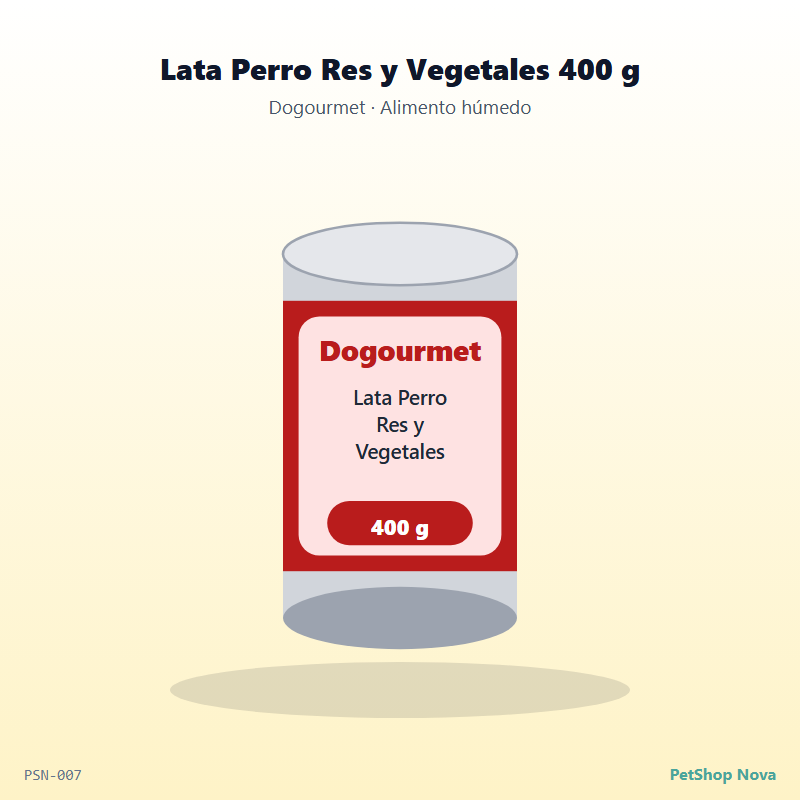 Lata Perro Res y Vegetales 400 g
Dogourmet · Alimento húmedo
Dogourmet
Lata Perro
Res y
Vegetales
400 g
PSN-007
PetShop Nova